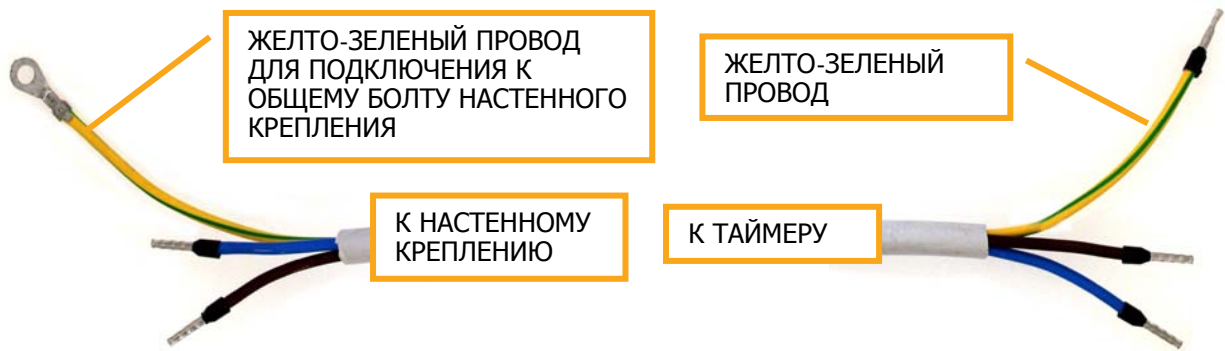 ЖЕЛТО-ЗЕЛЕНЫЙ ПРОВОД
ДЛЯ ПОДКЛЮЧЕНИЯ К
ОБЩЕМУ БОЛТУ НАСТЕННОГО
КРЕПЛЕНИЯ
ЖЕЛТО-ЗЕЛЕНЫЙ
ПРОВОД
К НАСТЕННОМУ
КРЕПЛЕНИЮ
К ТАЙМЕРУ